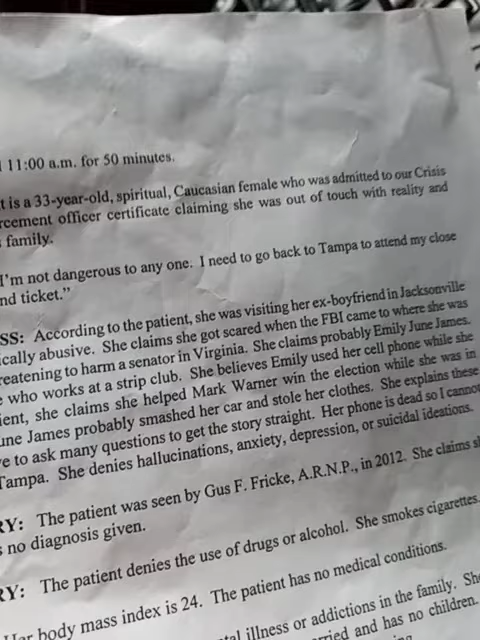 11:00 a.m. for 50 minutes.
t is a 33-year-old, spiritual, Caucasian female who was admitted to our Crisis
rcement officer certificate claiming she was out of touch with reality and
family.
I'm not dangerous to any one. I need to go back to Tampa to attend my close
nd ticket."
SS: According to the patient, she was visiting her ex-boyfriend in Jacksonville
ically abusive. She claims she got scared when the FBI came to where she was
reatening to harm a senator in Virginia. She claims probably Emily June James.
e who works at a strip club. She believes Emily used her cell phone while she
ient, she claims she helped Mark Warner win the election while she was in
une James probably smashed her car and stole her clothes. She explains these
ve to ask many questions to get the story straight. Her phone is dead so I cannot
Tampa. She denies hallucinations, anxiety, depression, or suicidal ideations.
RY: The patient was seen by Gus F. Fricke, A.R.N.P., in 2012. She claims s
s no diagnosis given.
RY: The patient denies the use of drugs or alcohol. She smokes cigarettes.
Her body mass index is 24. The patient has no medical conditions.
tal illness or addictions in the family. She
rried and has no children.